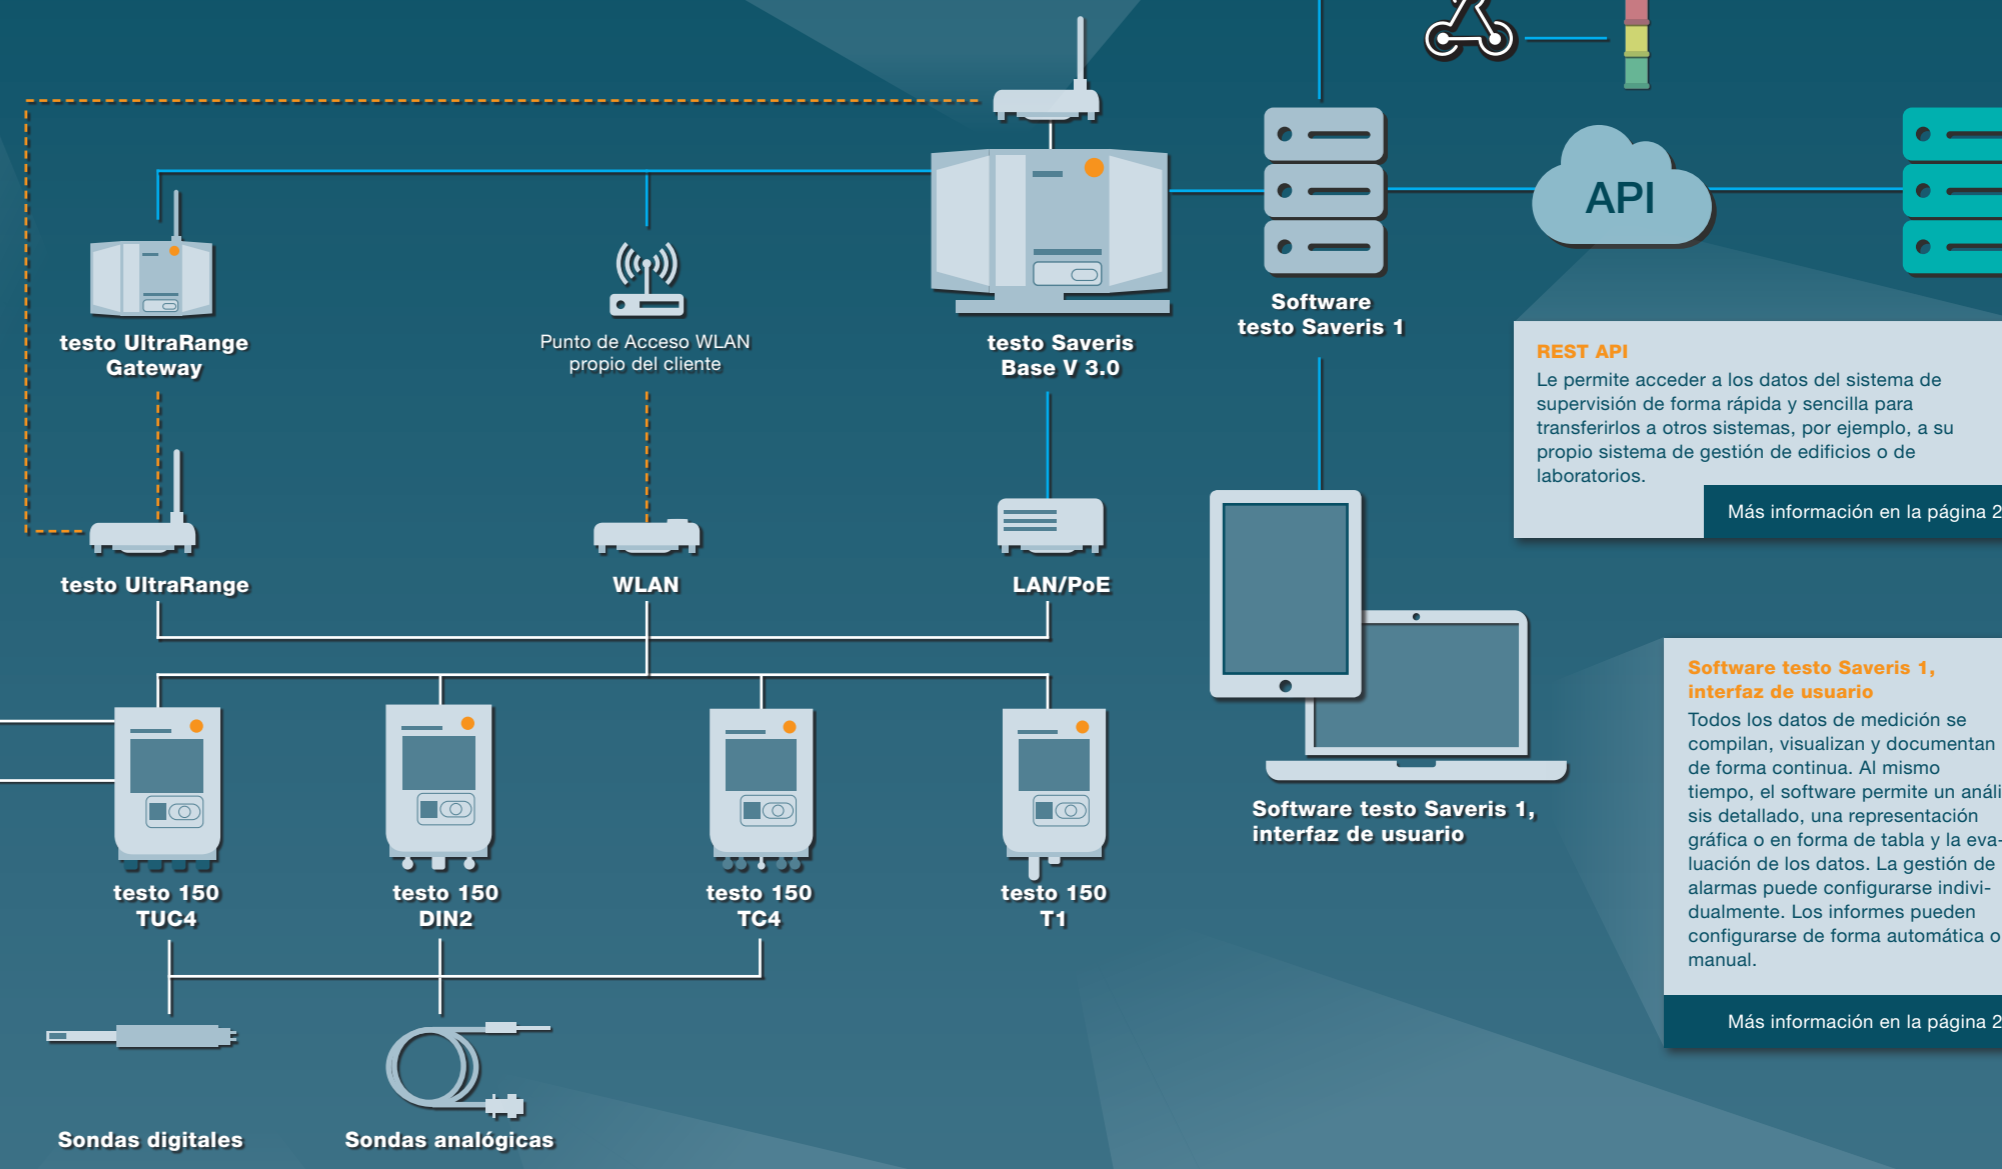 API
testo UltraRange
Gateway
Punto de Acceso WLAN
propio del cliente
testo Saveris
Base V 3.0
Software
testo Saveris 1
REST API
Le permite acceder a los datos del sistema de
supervisión de forma rápida y sencilla para
transferirlos a otros sistemas, por ejemplo, a su
propio sistema de gestión de edificios o de
laboratorios.
Más información en la página 2
testo UltraRange
WLAN
LAN/PoE
Software testo Saveris 1,
interfaz de usuario
Todos los datos de medición se
compilan, visualizan y documentan
de forma continua. Al mismo
tiempo, el software permite un análi
sis detallado, una representación
gráfica o en forma de tabla y la eva-
luación de los datos. La gestión de
alarmas puede configurarse indivi-
dualmente. Los informes pueden
configurarse de forma automática o
manual.
Más información en la página 2
Software testo Saveris 1,
interfaz de usuario
testo 150
TUC4
testo 150
DIN2
testo 150
TC4
testo 150
T1
Sondas digitales
Sondas analógicas